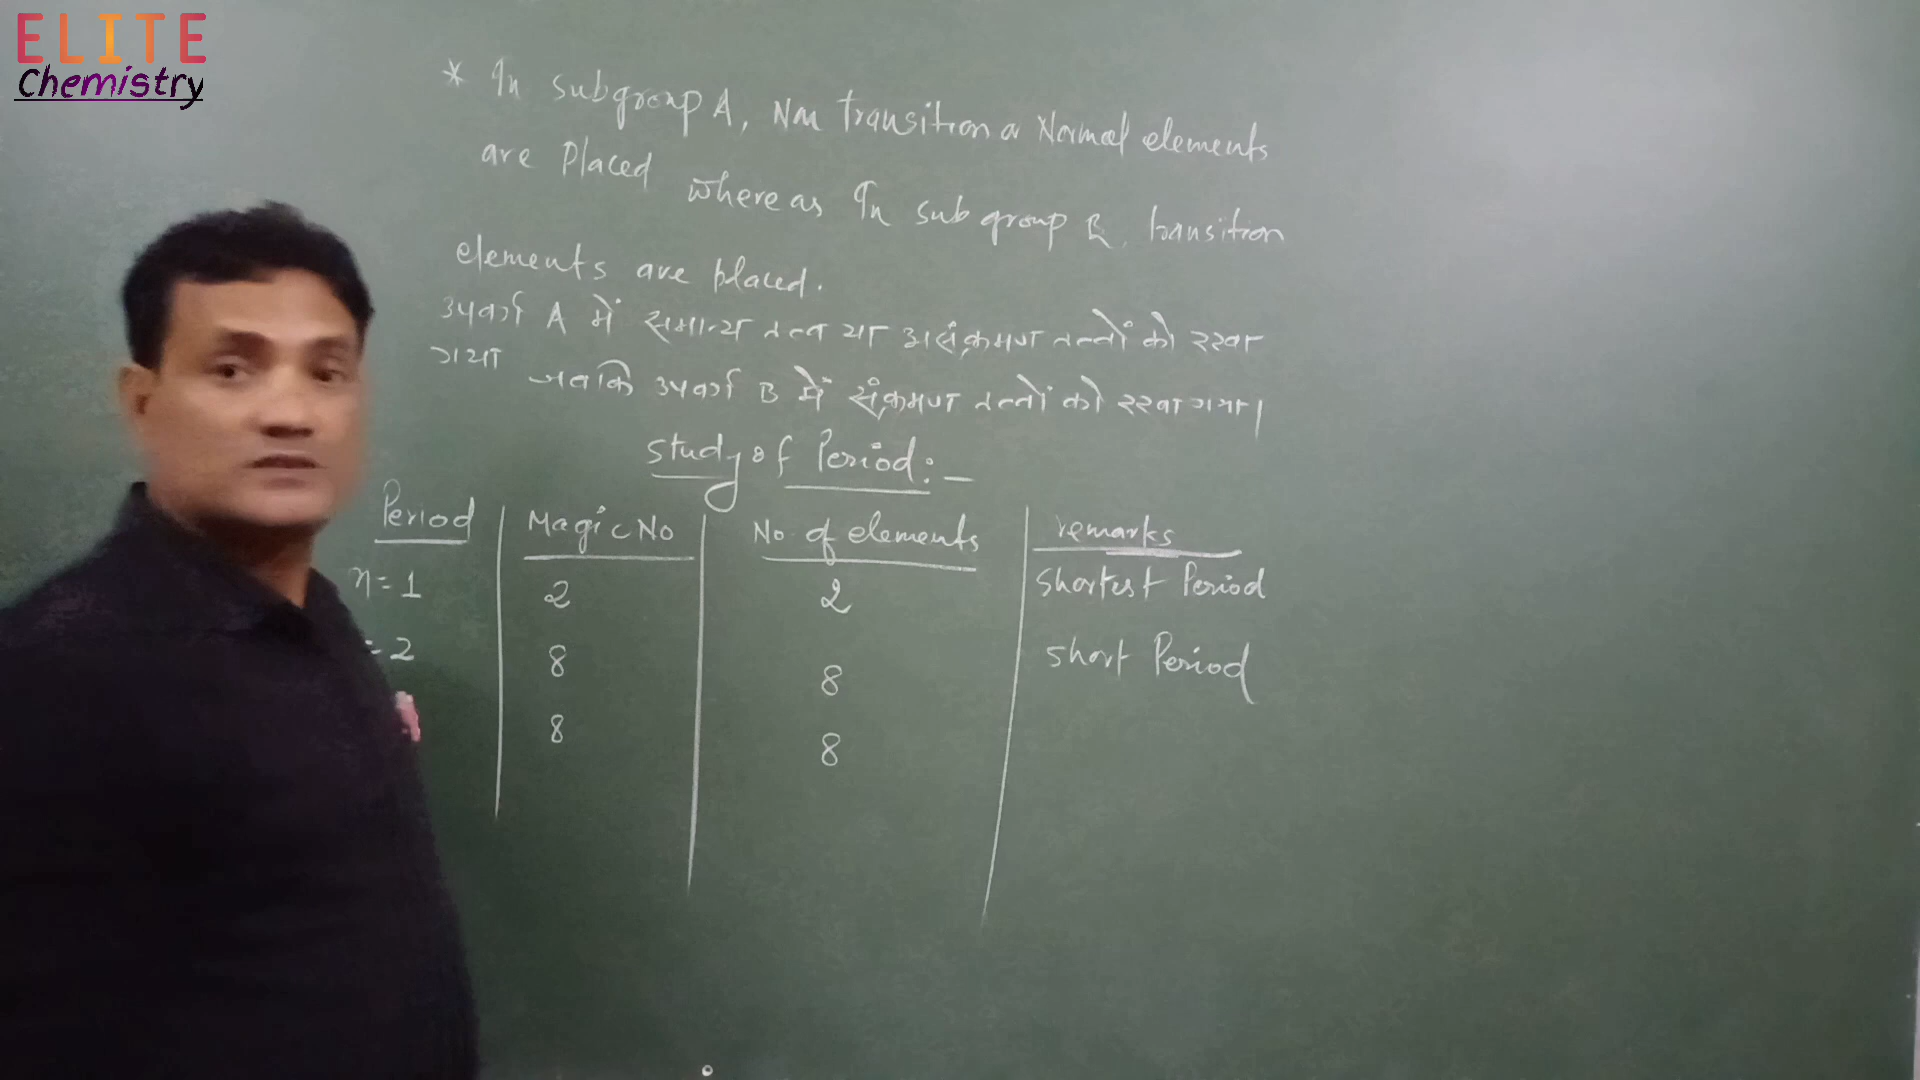 ELITE
Chemistry
* In subgroup A, Non transition or Normal elements
are Placed whereas In sub group B, transition
elements are placed.
उपवर्ग A में समान्य तत्व या असंक्रमण तत्वों को रखा
गया जबकि उपवर्ग B में संक्रमण तत्वों को रखा गया।
Study of Period:-
Period Magic No No. of elements remarks
n=1 2 2 Shortest Period
=2 8 8 short Period
8 8